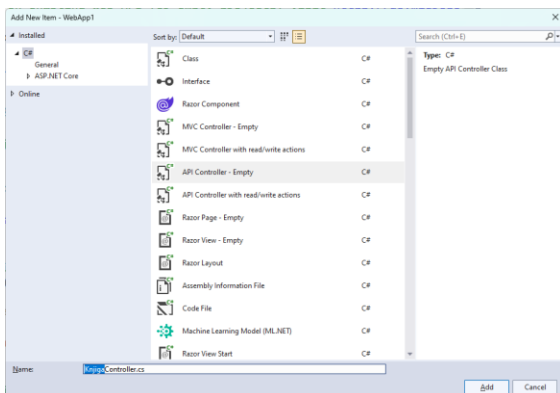 Add New Item - WebApp1
Installed
Sort by: Default
Search (Ctrl+E)
C#
General
ASP.NET Core
Online
Class C#
Interface C#
Razor Component C#
MVC Controller - Empty C#
MVC Controller with read/write actions C#
API Controller - Empty C#
API Controller with read/write actions C#
Razor Page - Empty C#
Razor View - Empty C#
Razor Layout C#
Assembly Information File C#
Code File C#
Machine Learning Model (ML.NET) C#
Razor View Start C#
Type: C#
Empty API Controller Class
Name: KnjigaController.cs
Add Cancel